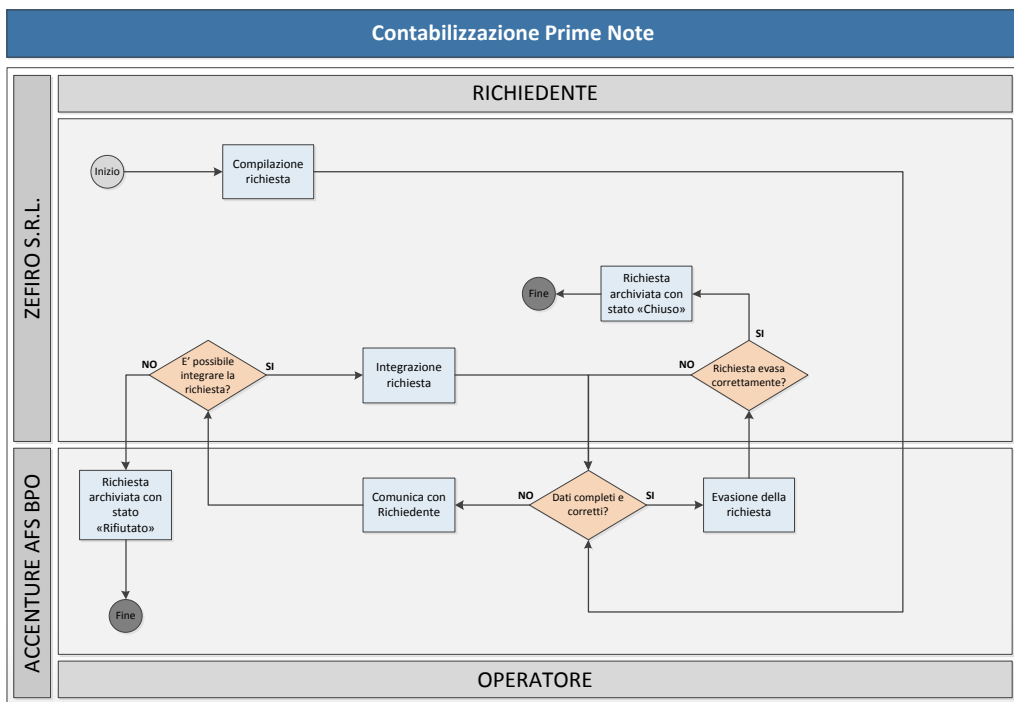 Contabilizzazione Prime Note
ZEFIRO S.R.L.
RICHIEDENTE
Inizio
Compilazione
richiesta
Fine
Richiesta
archiviata con
stato «Chiuso»
SI
NO
E' possibile
integrare la
richiesta?
SI
Integrazione
richiesta
NO
Richiesta evasa
correttamente?
ACCENTURE AFS BPO
Richiesta
archiviata con
stato
«Rifiutato»
Comunica con
Richiedente
NO
Dati completi e
corretti?
SI
Evasione della
richiesta
Fine
OPERATORE